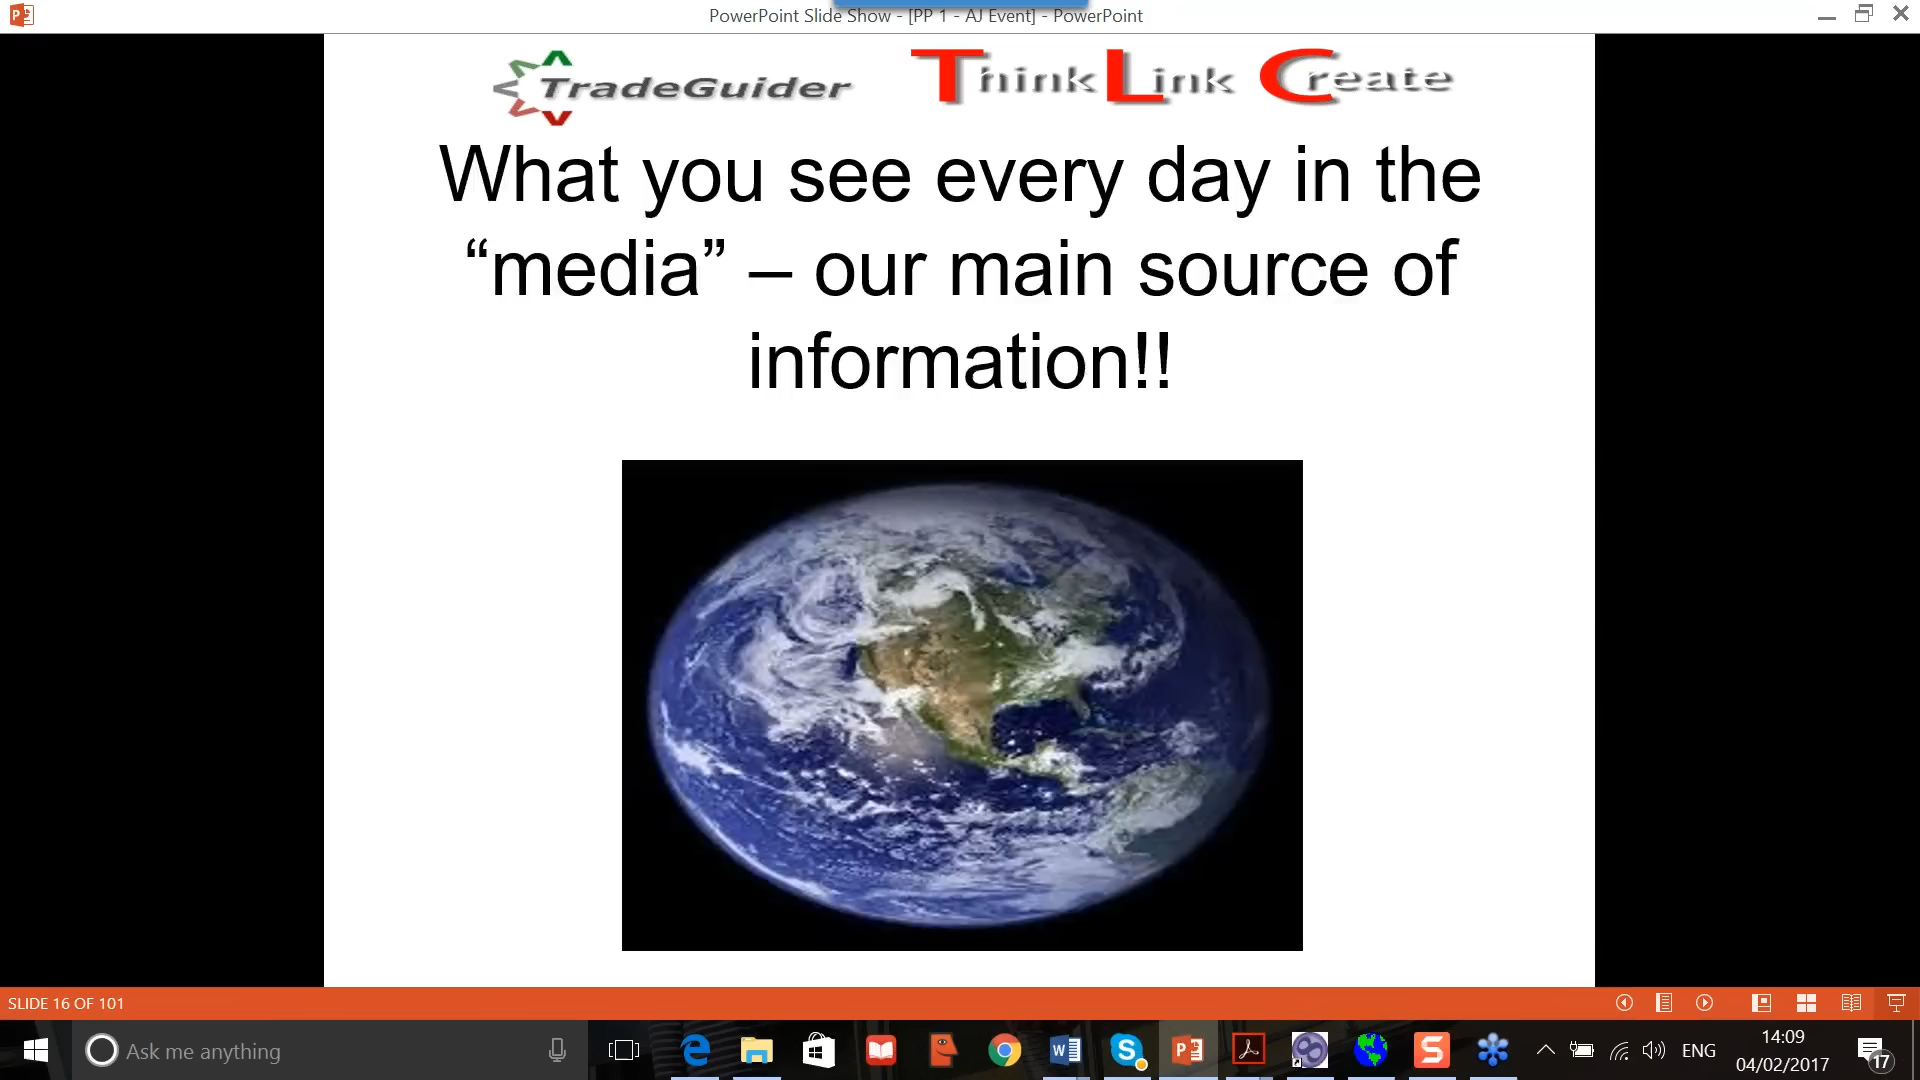 PowerPoint Slide Show - [PP 1 - AJ Event] - PowerPoint
TradeGuider
Think Link Create
What you see every day in the
“media” – our main source of
information!!
SLIDE 16 OF 101
Ask me anything
ENG
14:09
04/02/2017
17